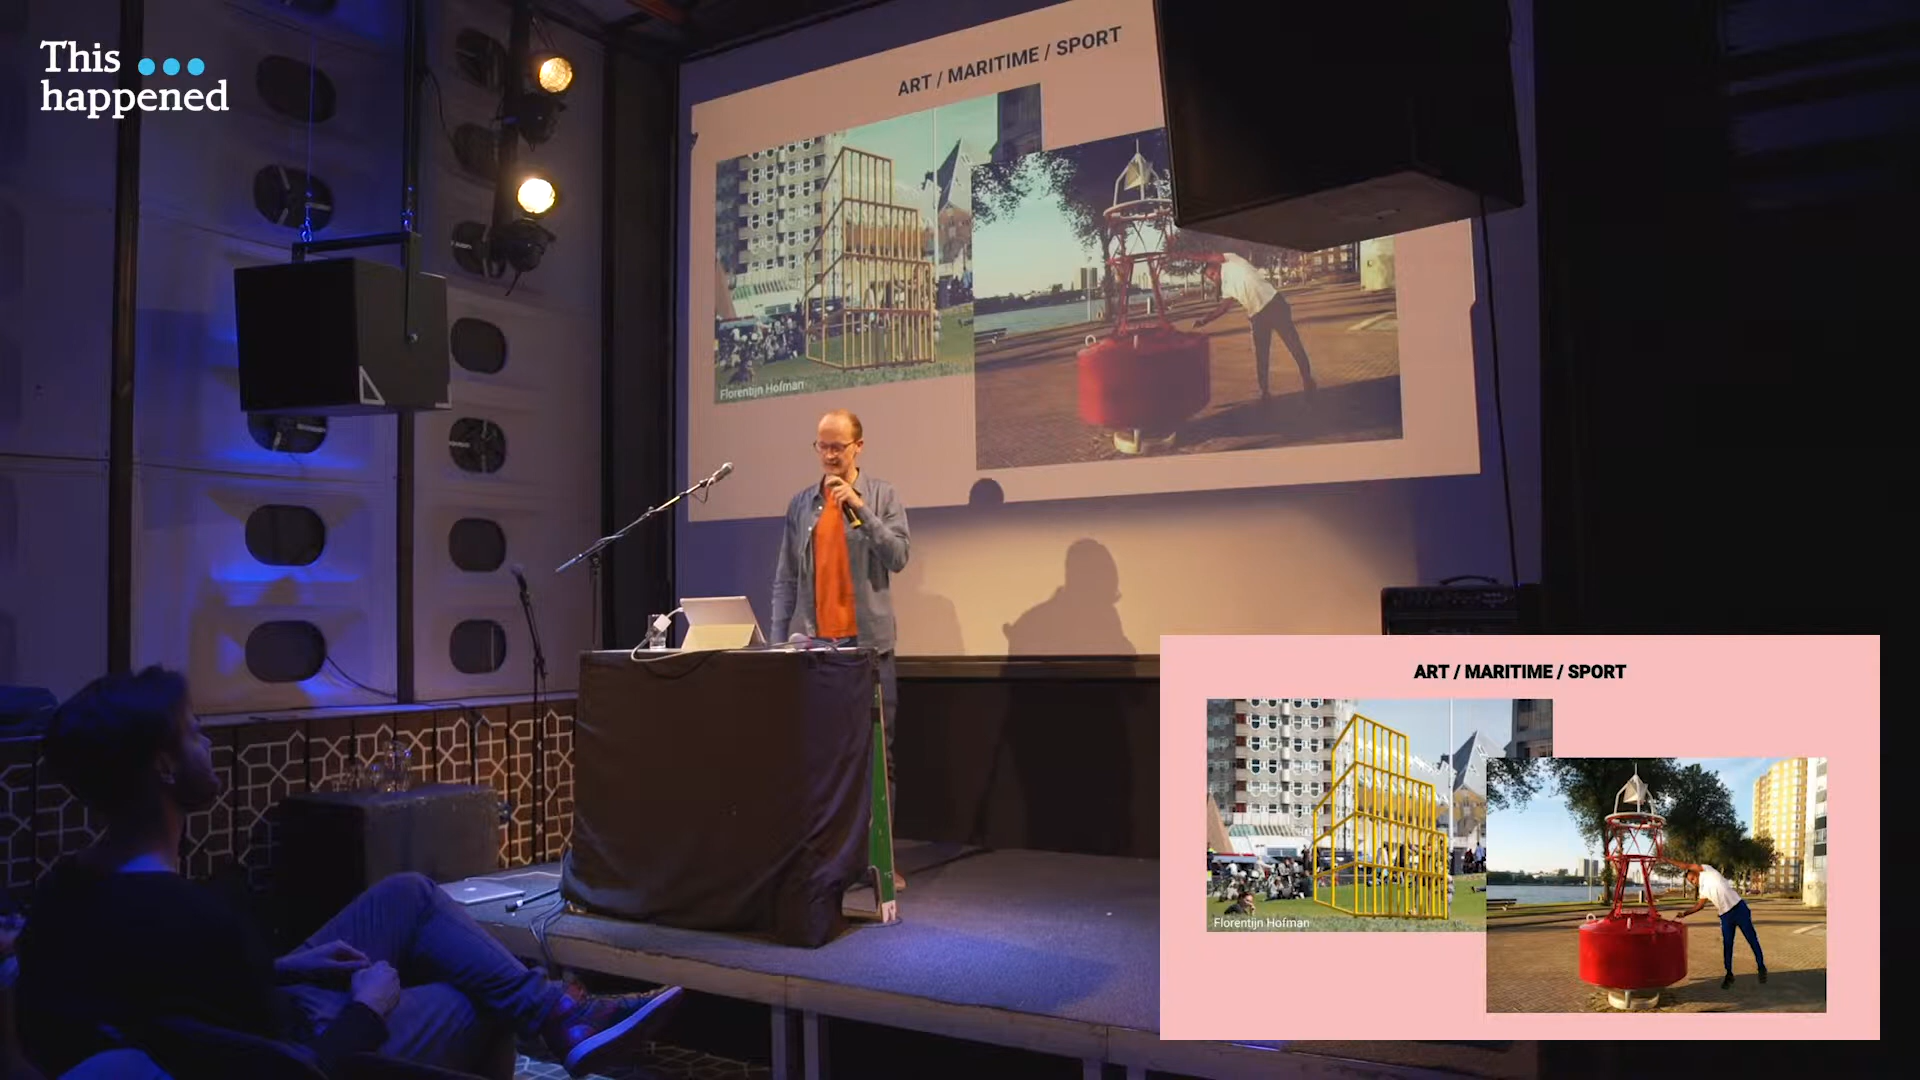 This
happened
ART / MARITIME / SPORT
Florentijn Hofman
ART / MARITIME / SPORT
Florentijn Hofman